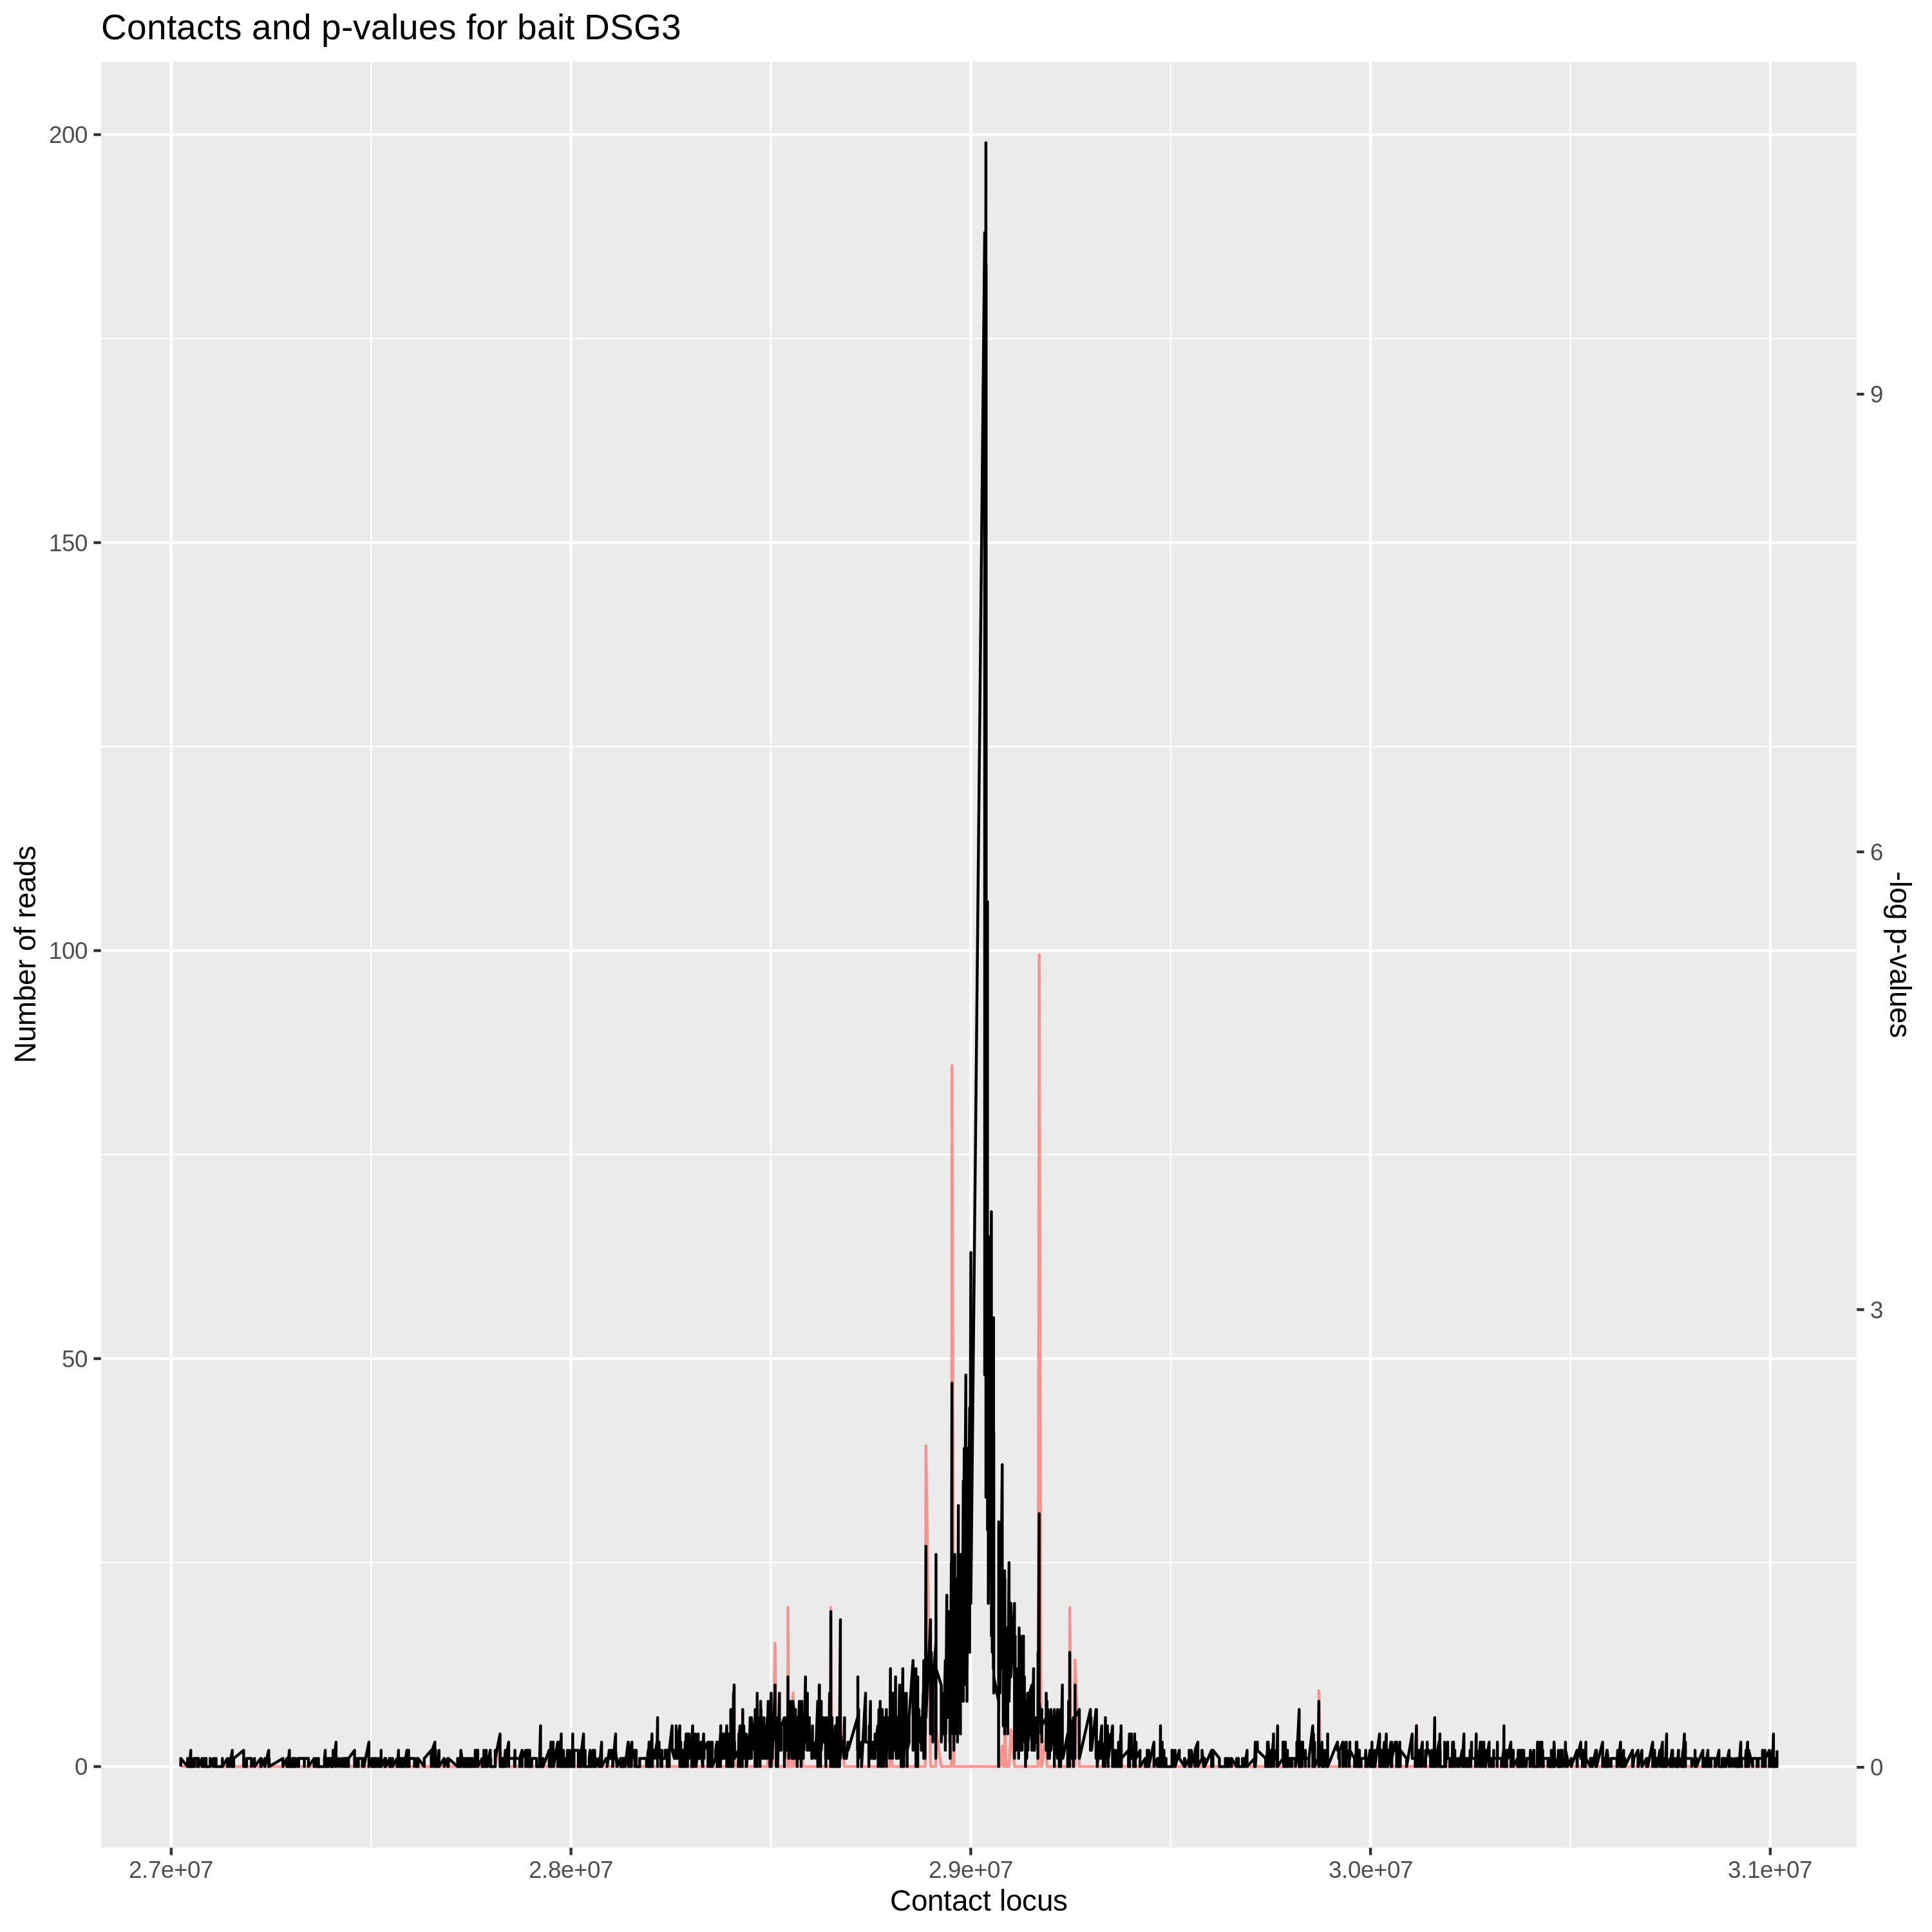 Contacts and p-values for bait DSG3
200
150
100
50
0
Number of reads
9
6
3
0
-log p-values
2.7e+07
2.8e+07
2.9e+07
3.0e+07
3.1e+07
Contact locus